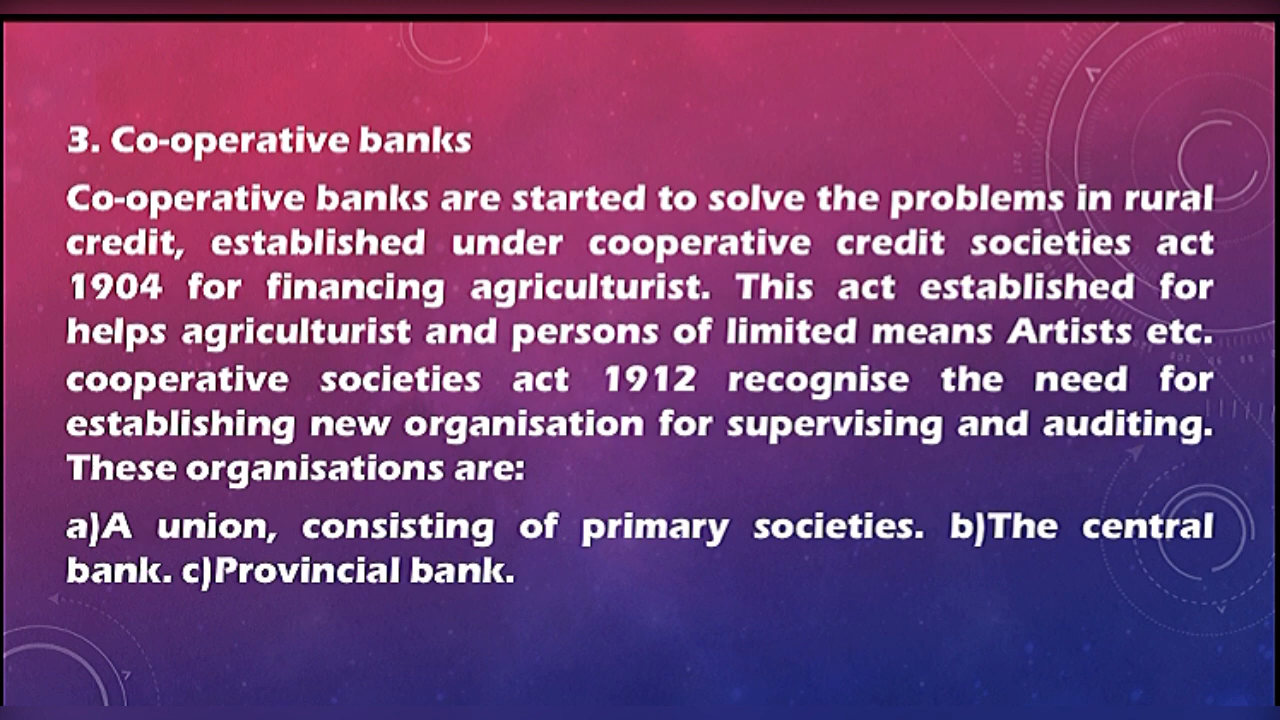 3. Co-operative banks
Co-operative banks are started to solve the problems in rural
credit, established under cooperative credit societies act
1904 for financing agriculturist. This act established for
helps agriculturist and persons of limited means Artists etc.
cooperative societies act 1912 recognise the need for
establishing new organisation for supervising and auditing.
These organisations are:
a)A union, consisting of primary societies. b)The central
bank. c)Provincial bank.